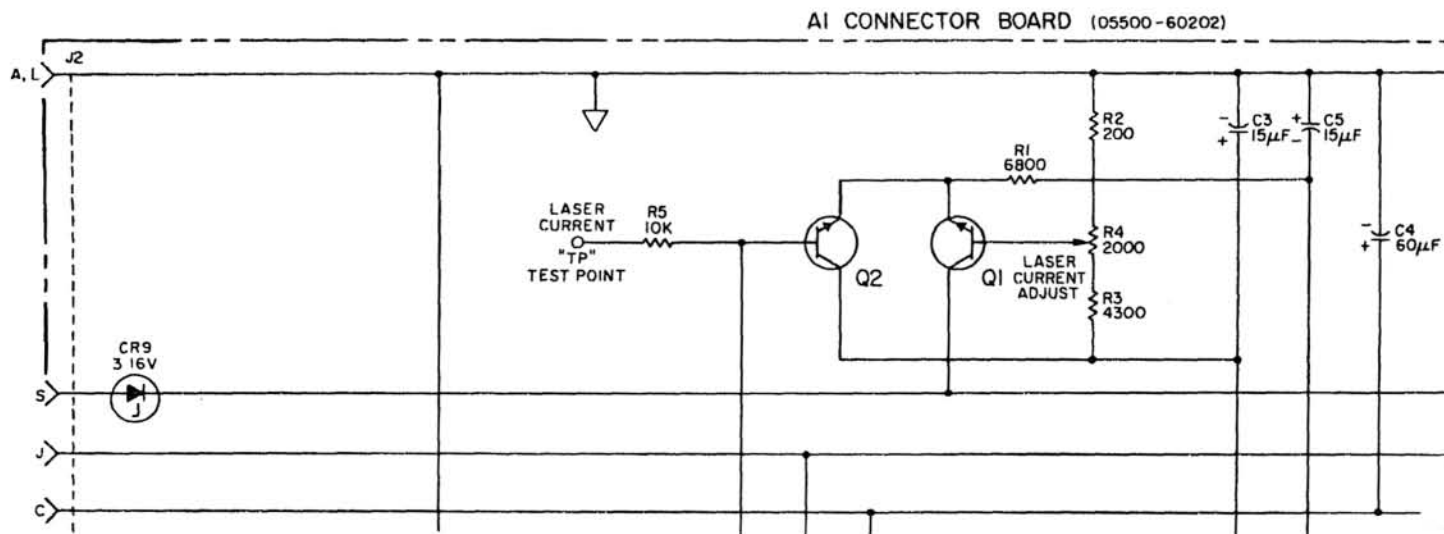 A1 CONNECTOR BOARD (05500-60202)
J2
A, L
R2
200
-
+
C3
15µF
+
-
C5
15µF
R1
6800
LASER
CURRENT
"TP"
TEST POINT
R5
10K
Q2
Q1
LASER
CURRENT
ADJUST
R4
2000
R3
4300
-
+
C4
60µF
CR9
3 16V
J
S
J
C